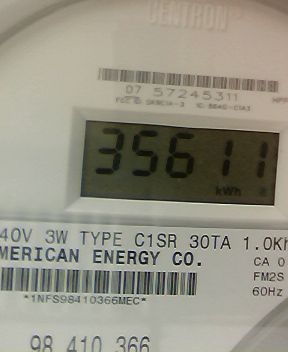 CENTRON
07 57245311
35611
kWh
40V 3W TYPE C1SR 30TA 1.0Kh
MERICAN ENERGY CO.
CA 0
FM2S
60Hz
*1NFS98410366MEC*
98 410 366